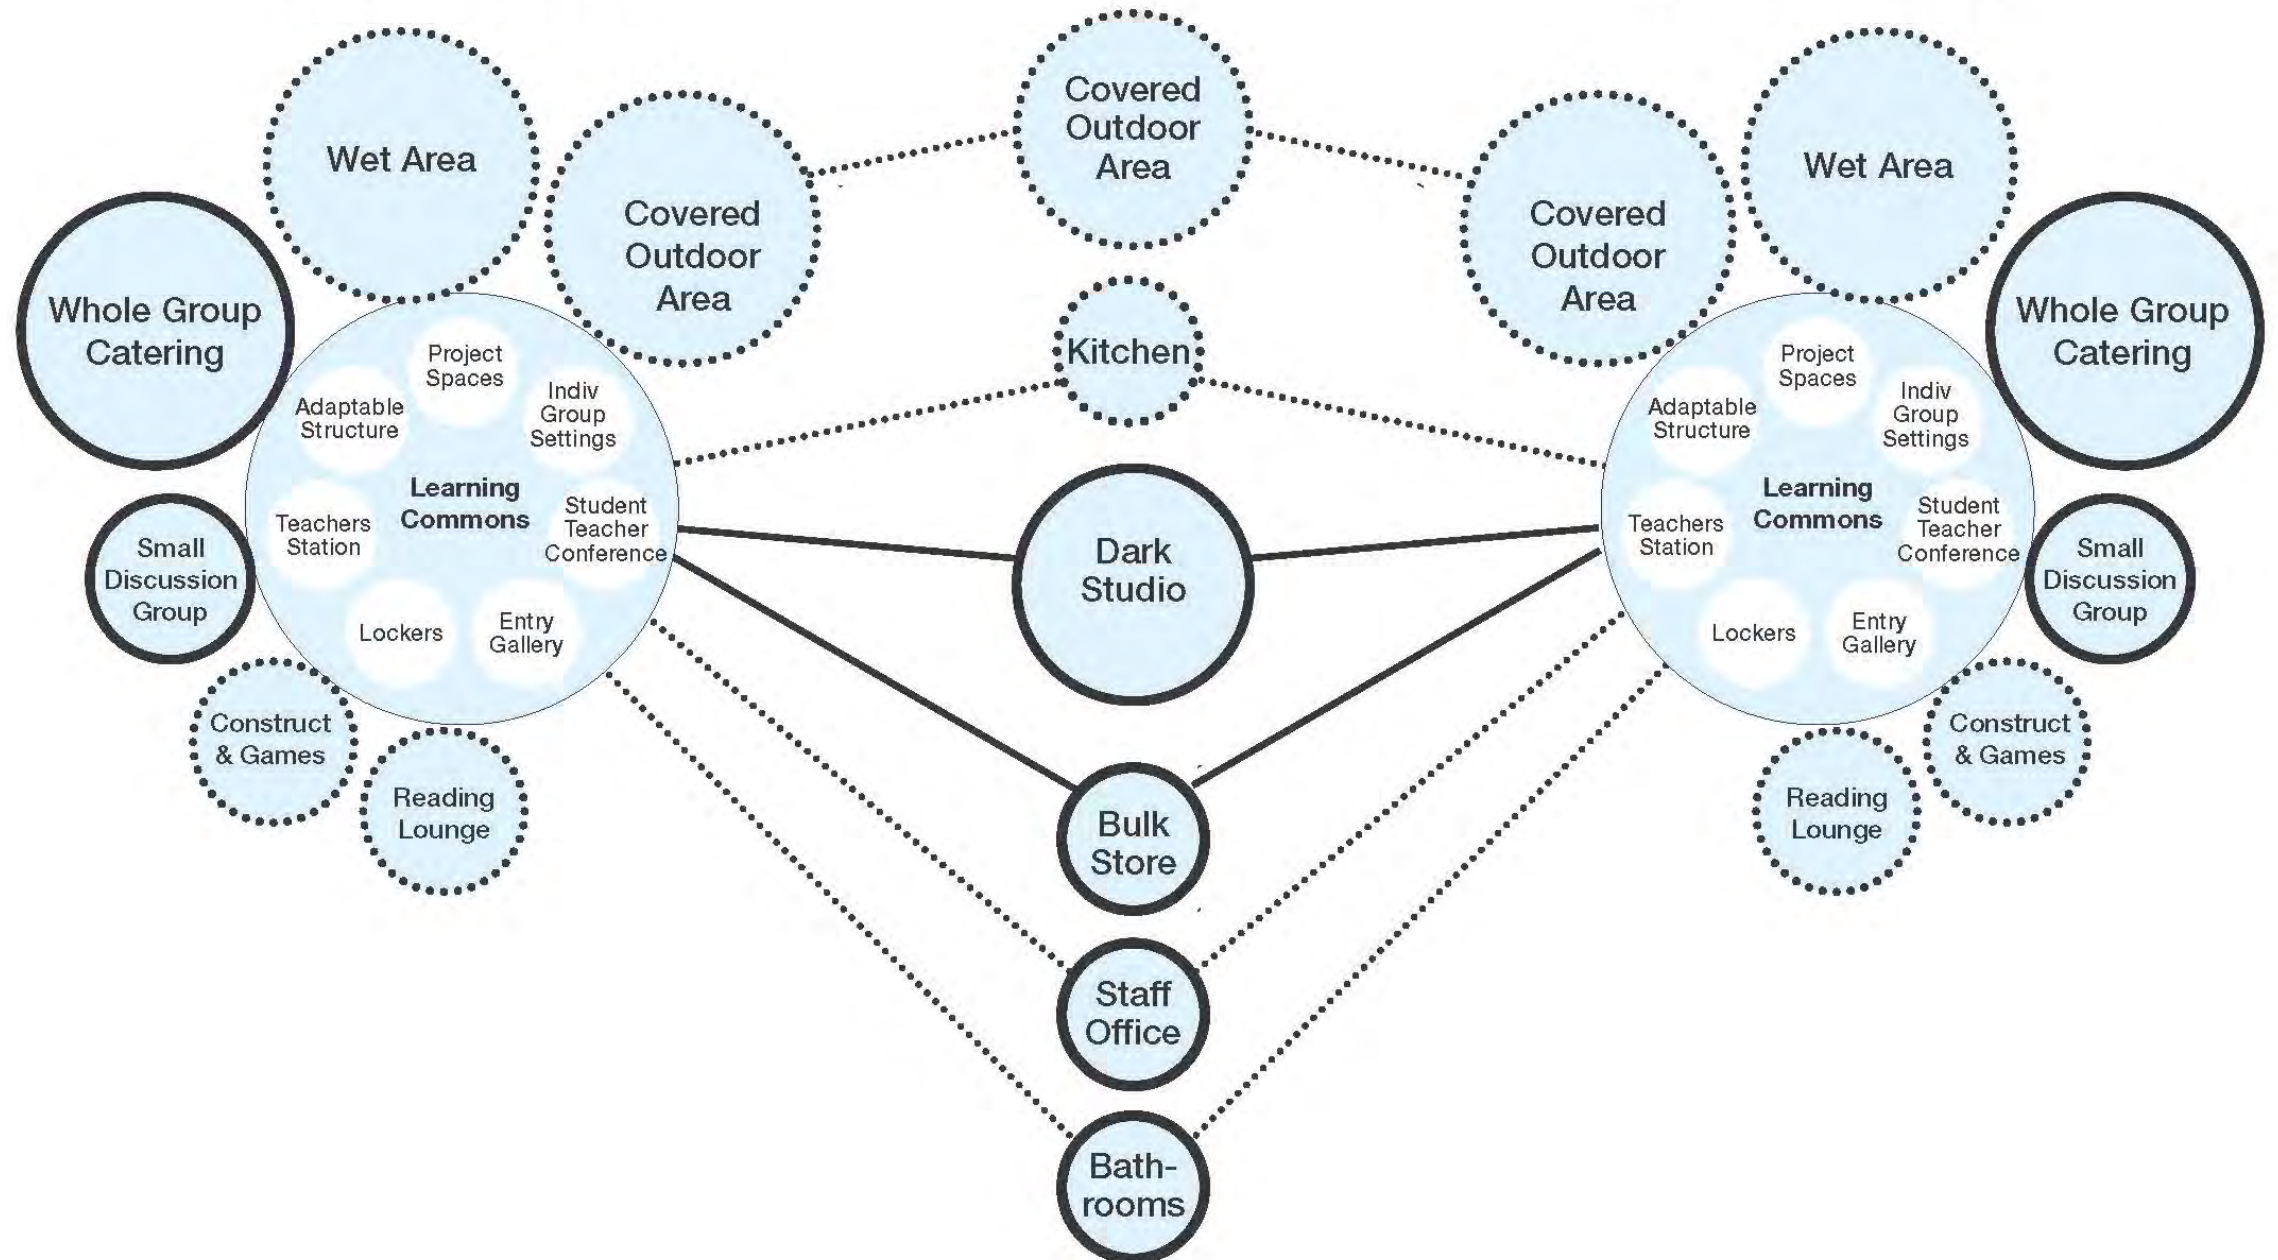 Wet Area
Covered
Outdoor
Area
Whole Group
Catering
Project
Spaces
Adaptable
Structure
Indiv
Group
Settings
Learning
Commons
Teachers
Station
Student
Teacher
Conference
Lockers
Entry
Gallery
Small
Discussion
Group
Construct
& Games
Reading
Lounge
Covered
Outdoor
Area
Kitchen
Dark
Studio
Bulk
Store
Staff
Office
Bath-
rooms
Covered
Outdoor
Area
Wet Area
Whole Group
Catering
Project
Spaces
Adaptable
Structure
Indiv
Group
Settings
Learning
Commons
Teachers
Station
Student
Teacher
Conference
Lockers
Entry
Gallery
Small
Discussion
Group
Construct
& Games
Reading
Lounge